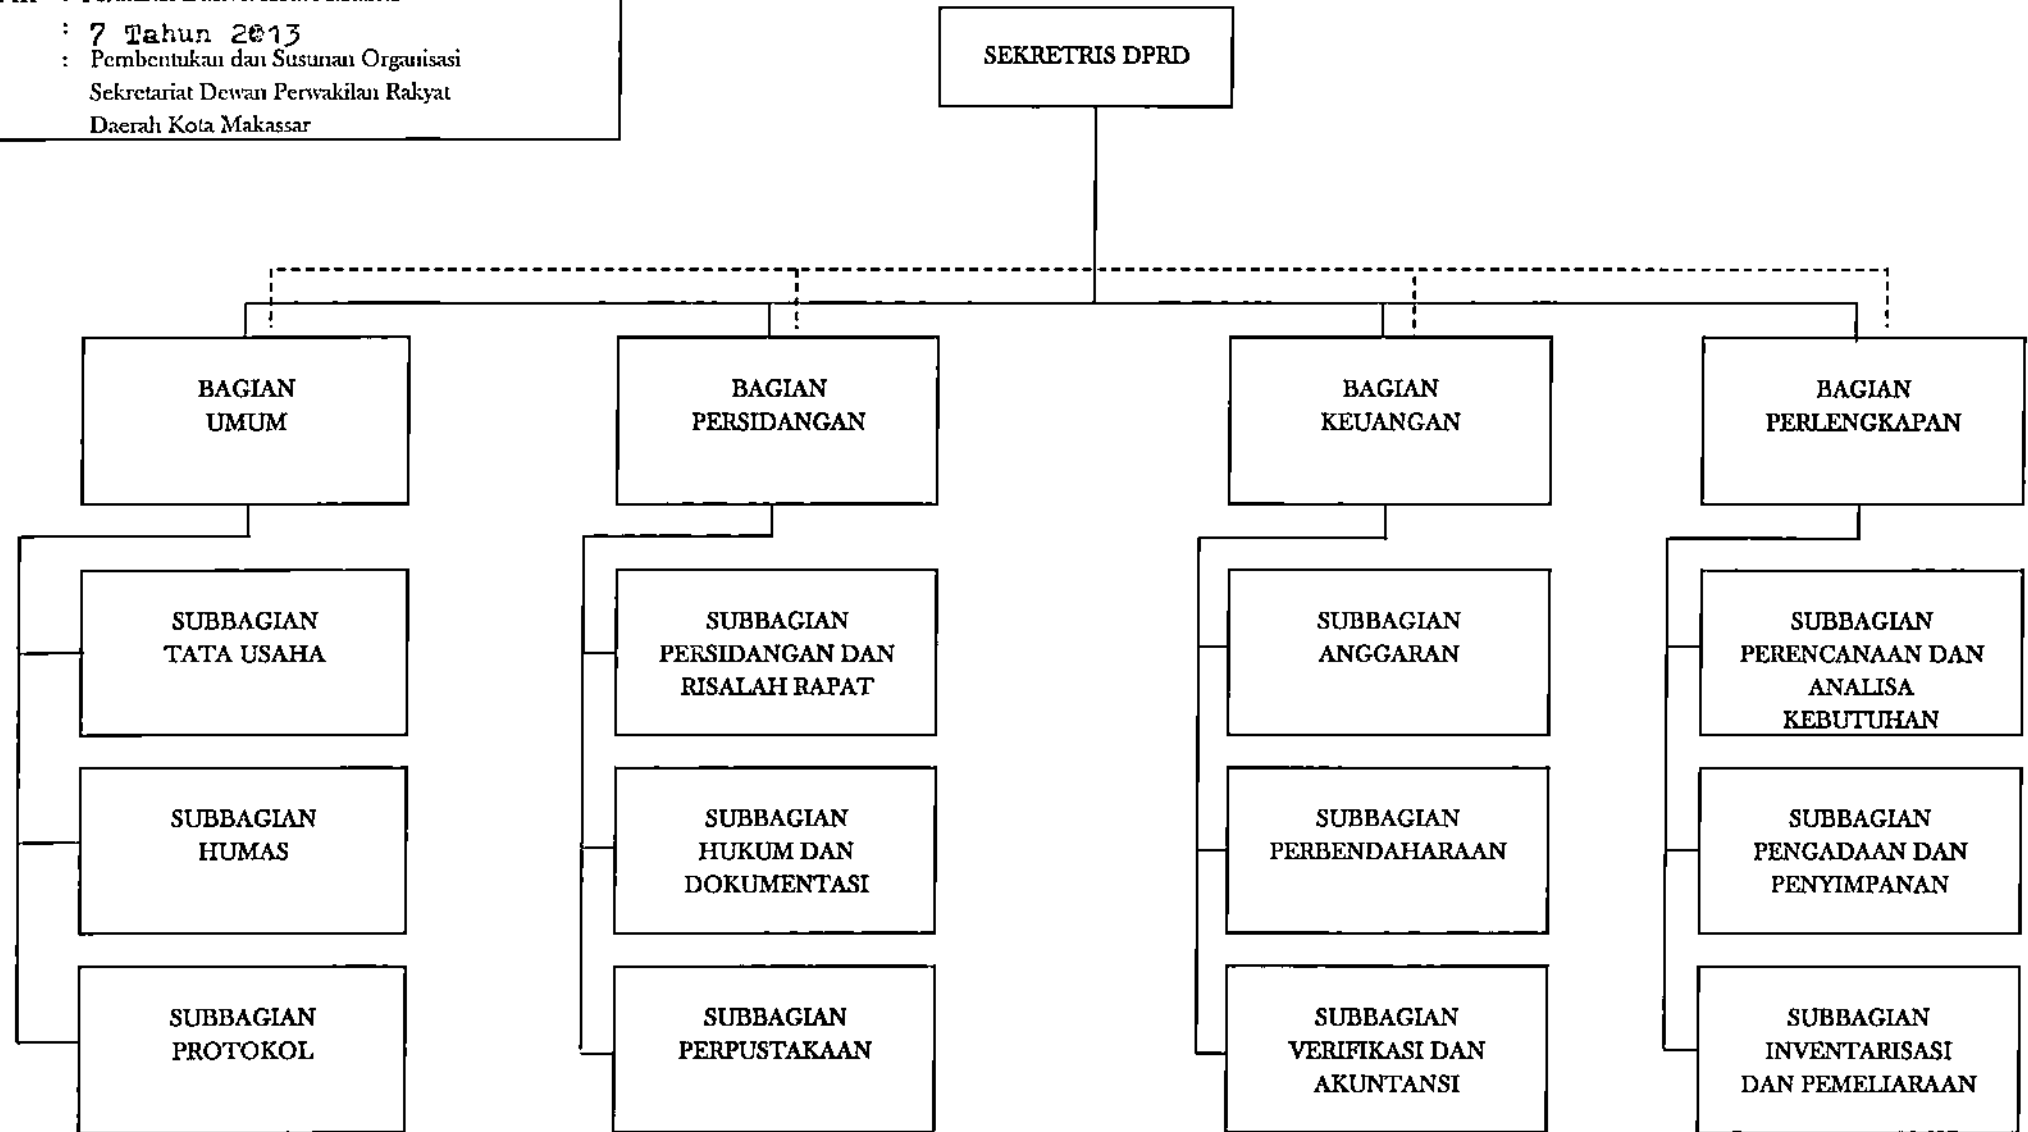 : 7 Tahun 2013
: Pembentukan dan Susunan Organisasi
Sekretariat Dewan Perwakilan Rakyat
Daerah Kota Makassar
SEKRETRIS DPRD
BAGIAN
UMUM
BAGIAN
PERSIDANGAN
BAGIAN
KEUANGAN
BAGIAN
PERLENGKAPAN
SUBBAGIAN
TATA USAHA
SUBBAGIAN
PERSIDANGAN DAN
RISALAH RAPAT
SUBBAGIAN
ANGGARAN
SUBBAGIAN
PERENCANAAN DAN
ANALISA
KEBUTUHAN
SUBBAGIAN
HUMAS
SUBBAGIAN
HUKUM DAN
DOKUMENTASI
SUBBAGIAN
PERBENDAHARAAN
SUBBAGIAN
PENGADAAN DAN
PENYIMPANAN
SUBBAGIAN
PROTOKOL
SUBBAGIAN
PERPUSTAKAAN
SUBBAGIAN
VERIFIKASI DAN
AKUNTANSI
SUBBAGIAN
INVENTARISASI
DAN PEMELIARAAN